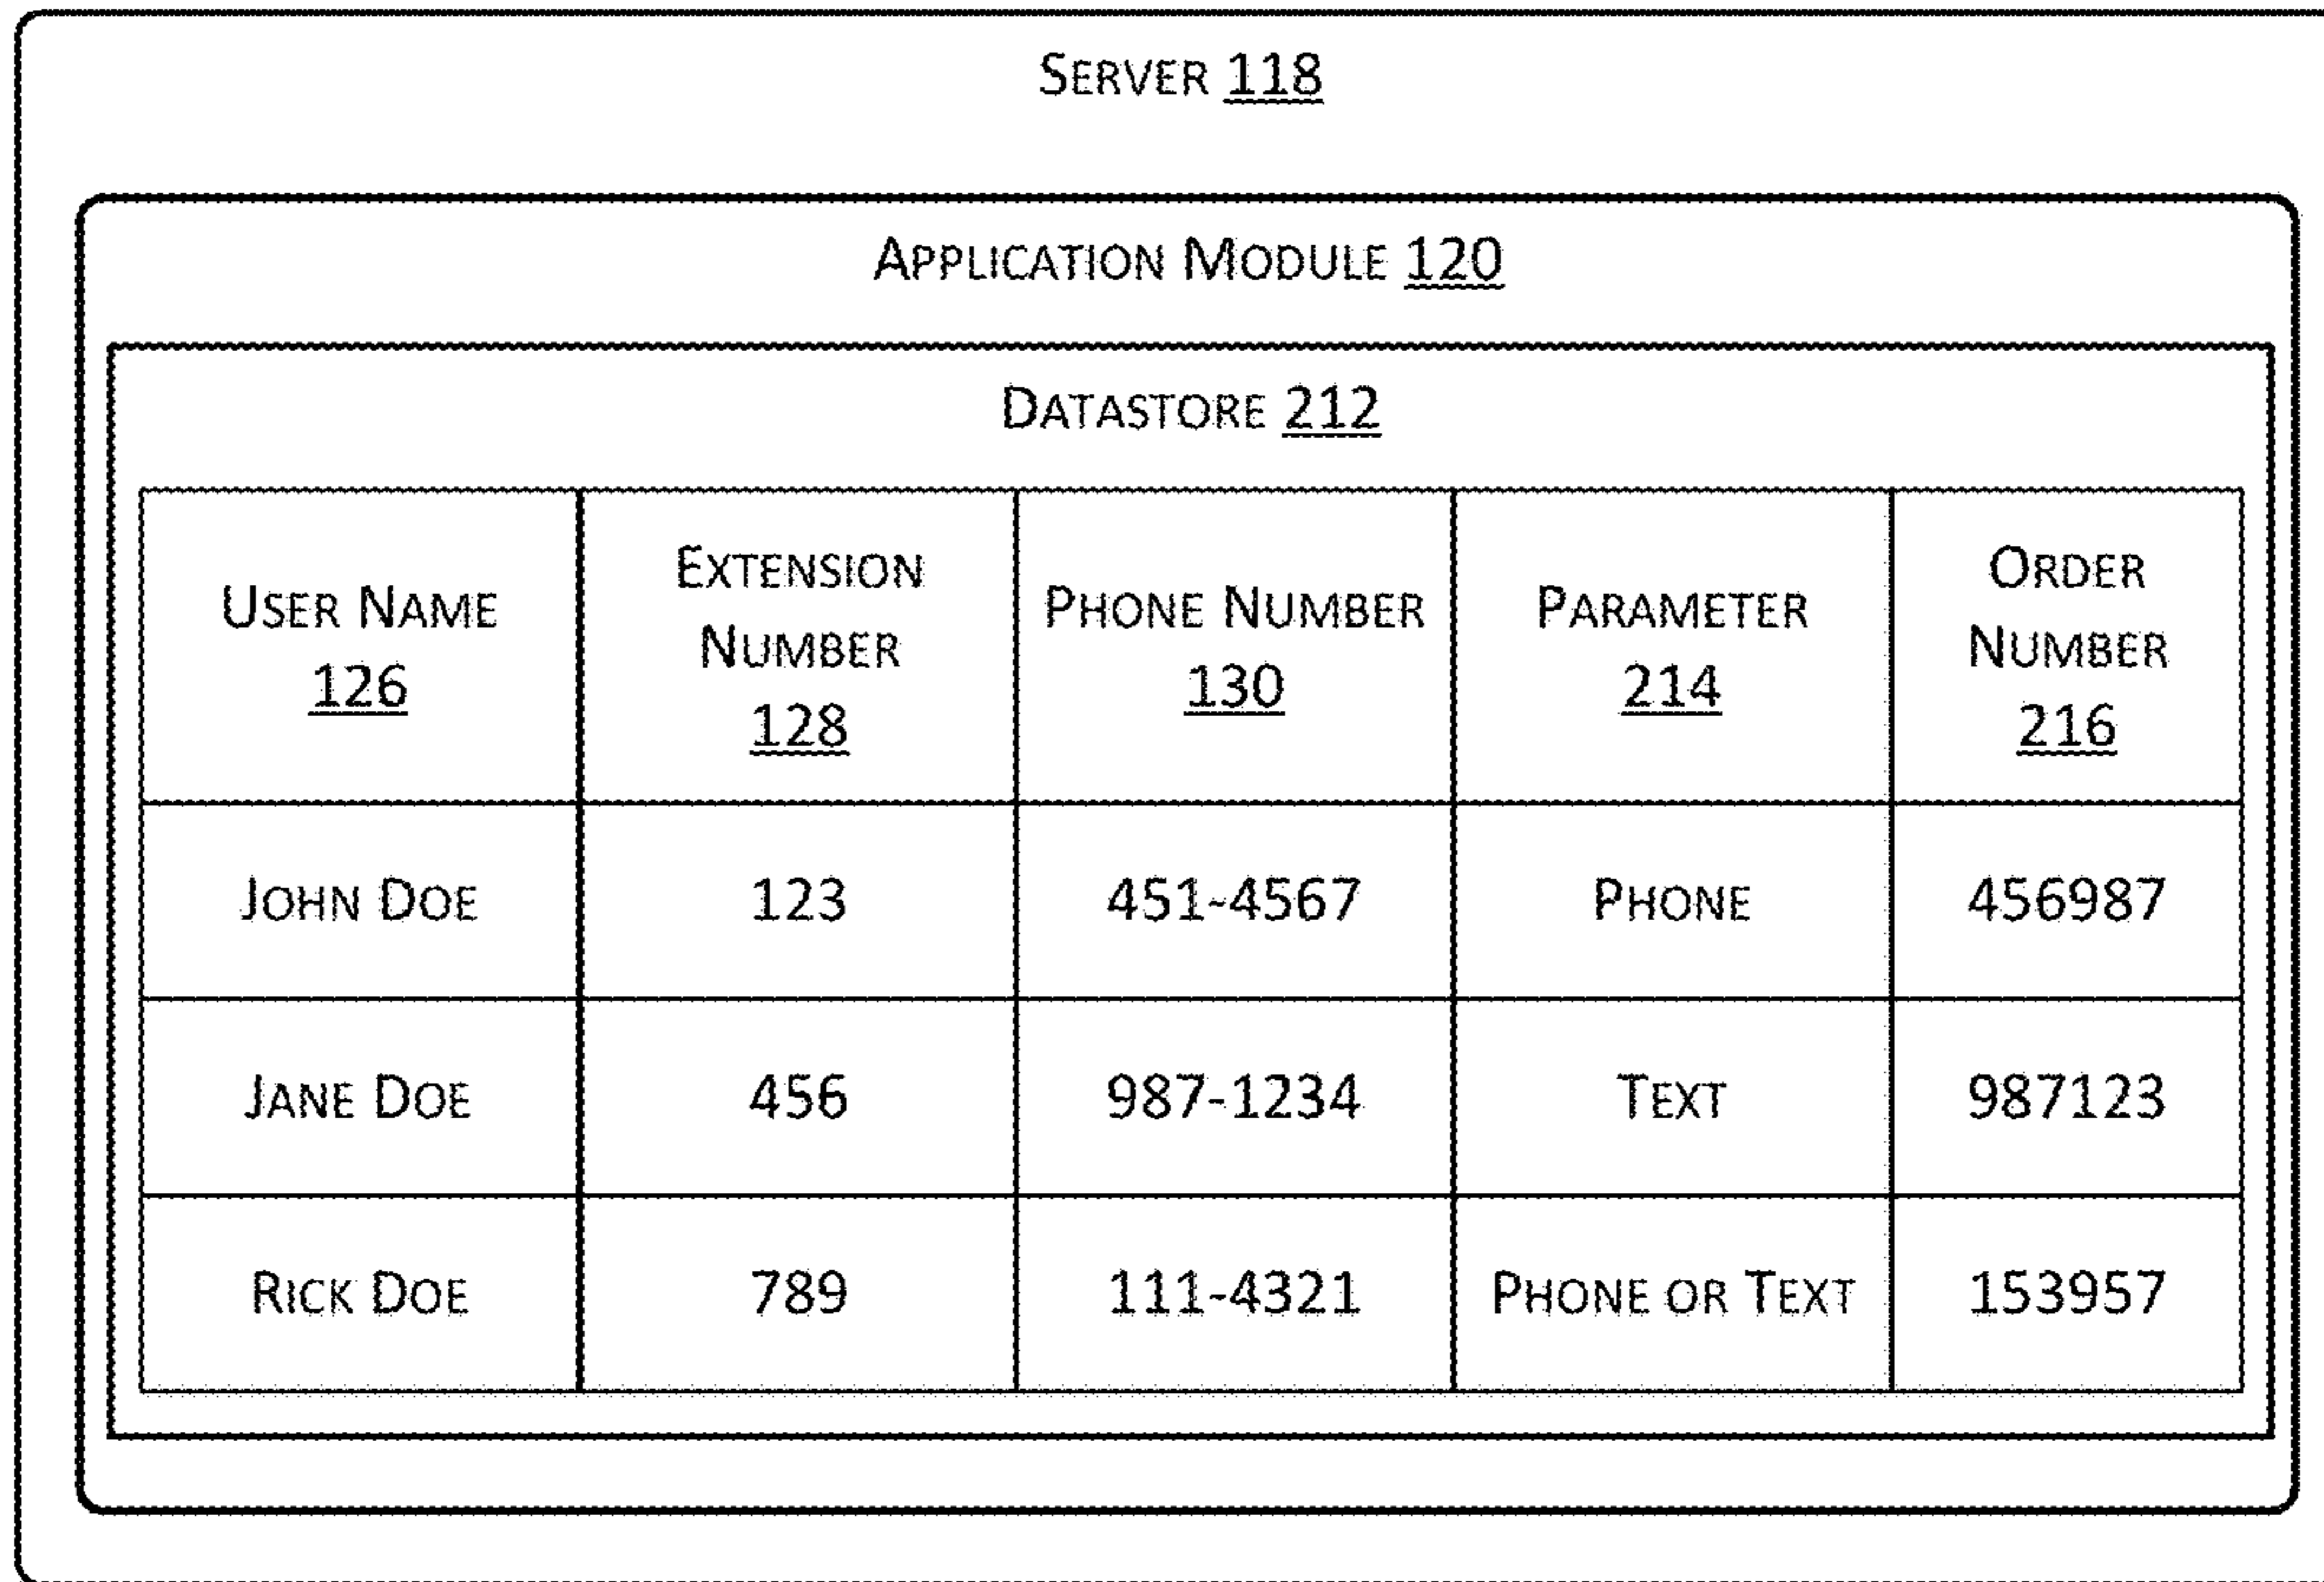 SERVER 118
APPLICATION MODULE 120
DATASTORE 212
USER NAME
126
EXTENSION
NUMBER
128
PHONE NUMBER
130
PARAMETER
214
ORDER
NUMBER
216
JOHN DOE
123
451-4567
PHONE
456987
JANE DOE
456
987-1234
TEXT
987123
RICK DOE
789
111-4321
PHONE OR TEXT
153957